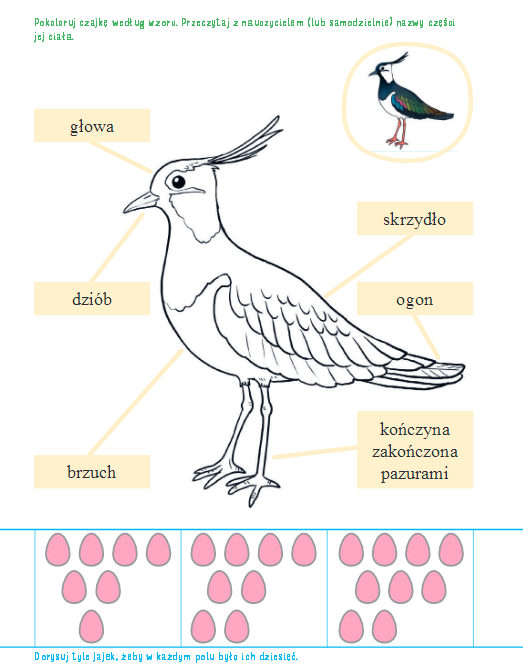 Pokoloruj czajkę według wzoru. Przeczytaj z nauczycielem (lub samodzielnie) nazwy części
jej ciała.
głowa
skrzydło
dziób
ogon
kończyna
zakończona
pazurami
brzuch
Dorysuj tyle jajek, żeby w każdym polu było ich dziesięć.